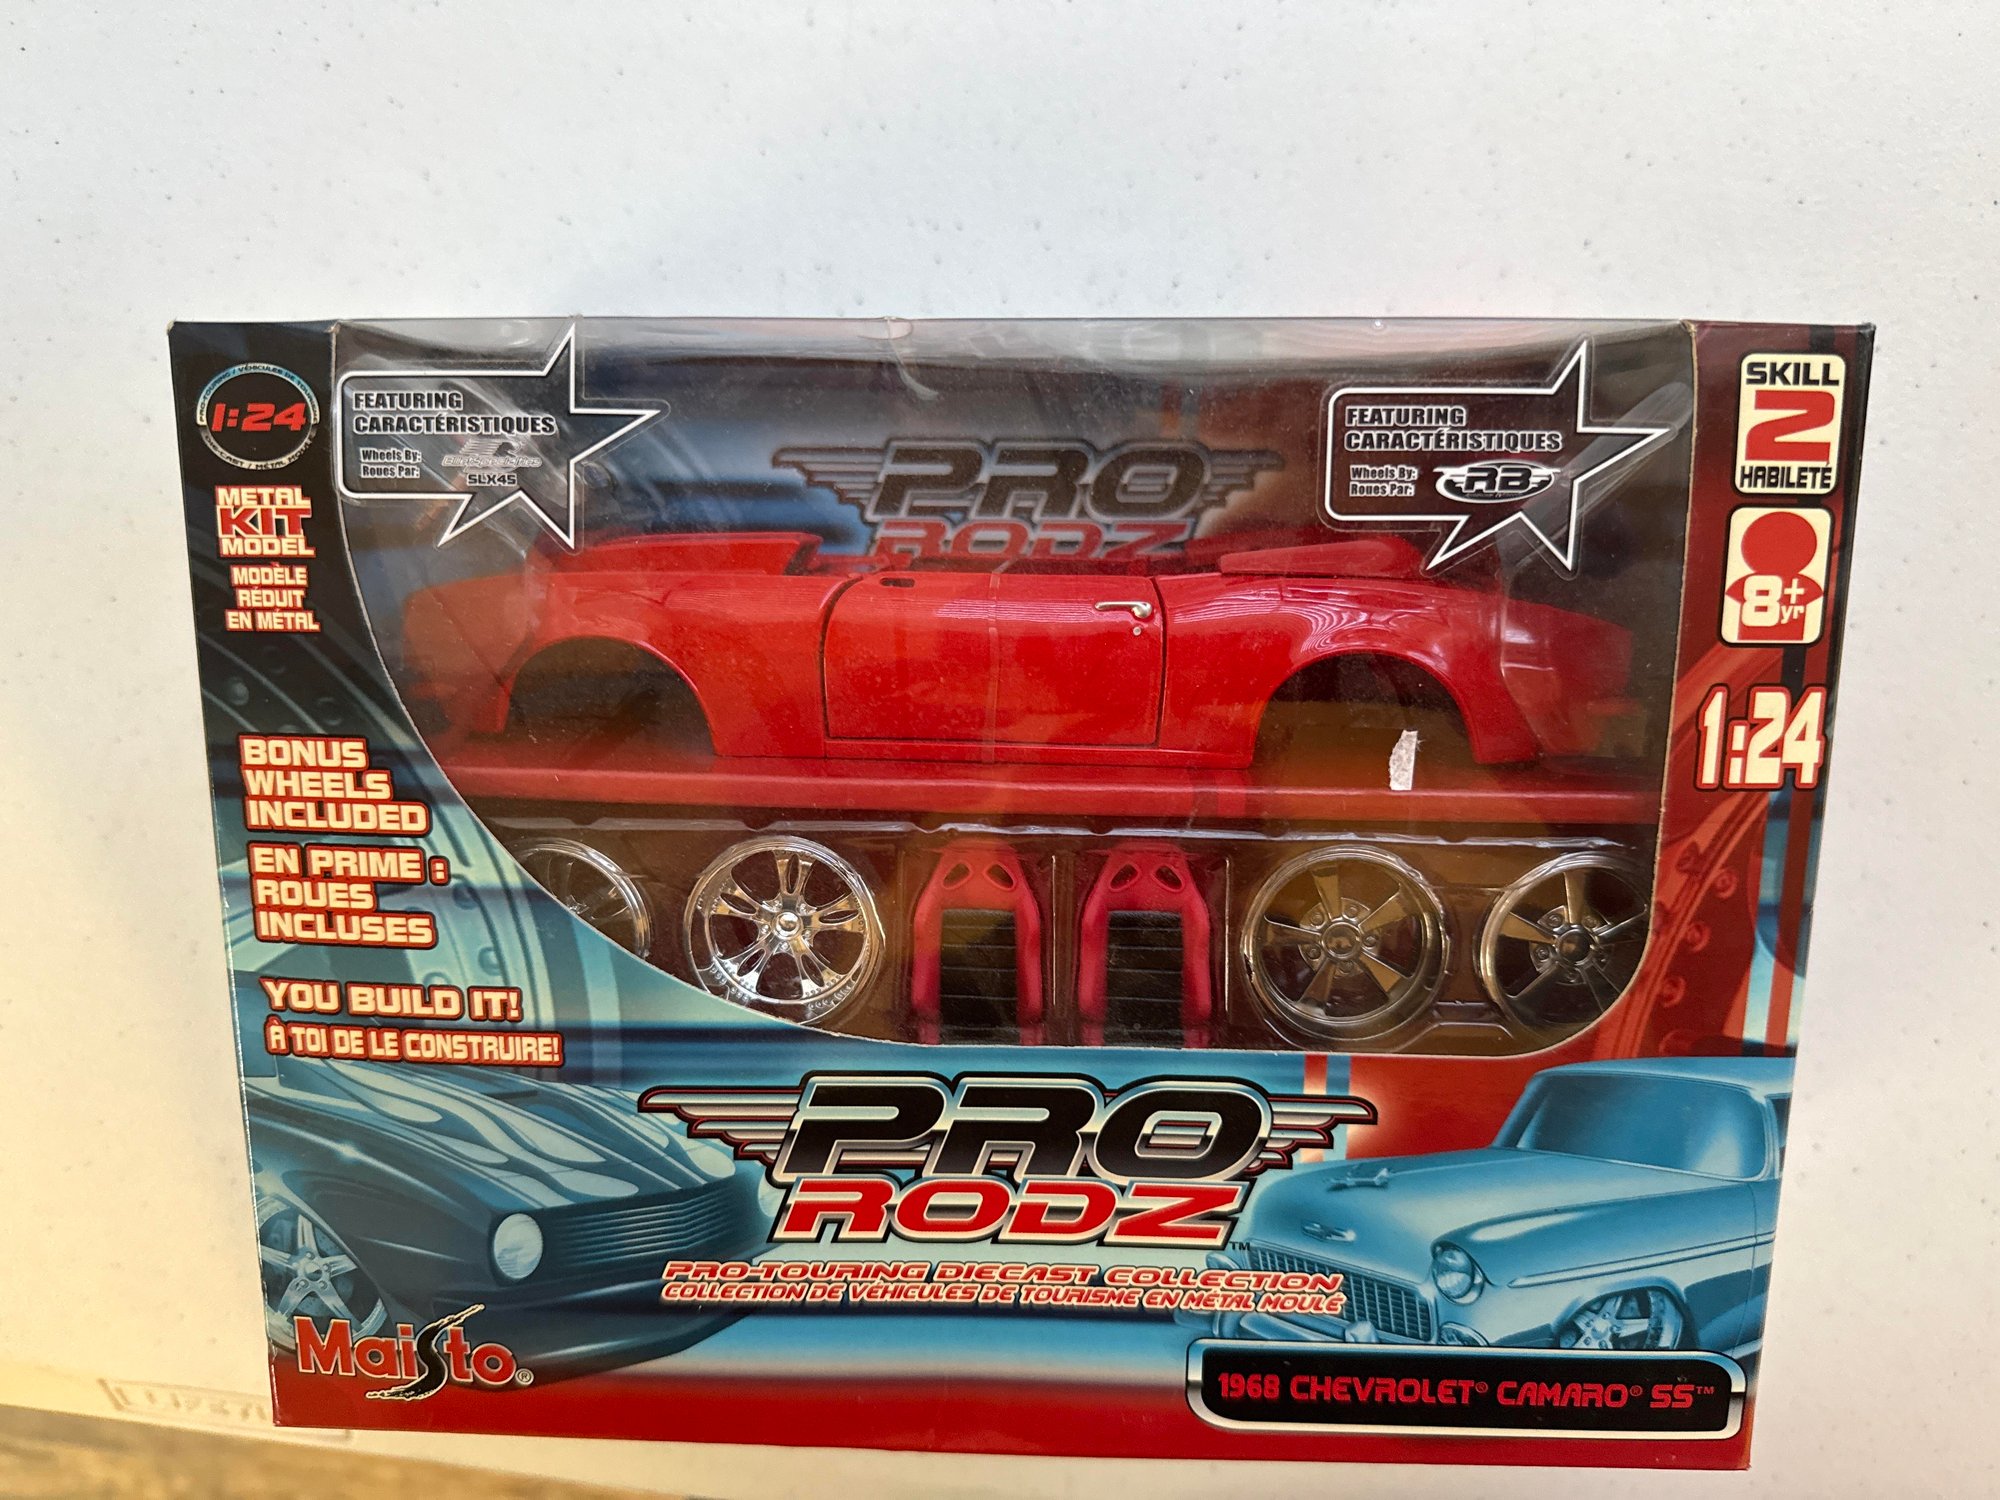 1:24
METAL
KIT
MODEL
MODÈLE
RÉDUIT
EN MÉTAL
FEATURING
CARACTÉRISTIQUES
Wheels By:
Roues Par:
SLX45
PRO
RODZ
FEATURING
CARACTÉRISTIQUES
Wheels By:
Roues Par:
RB
SKILL
2
HABILETÉ
8+
yr
1:24
BONUS
WHEELS
INCLUDED
EN PRIME :
ROUES
INCLUSES
YOU BUILD IT!
À TOI DE LE CONSTRUIRE!
PRO
RODZ™
PRO-TOURING DIECAST COLLECTION
COLLECTION DE VÉHICULES DE TOURISME EN MÉTAL MOULÉ
Maisto®
1968 CHEVROLET® CAMARO® SS™